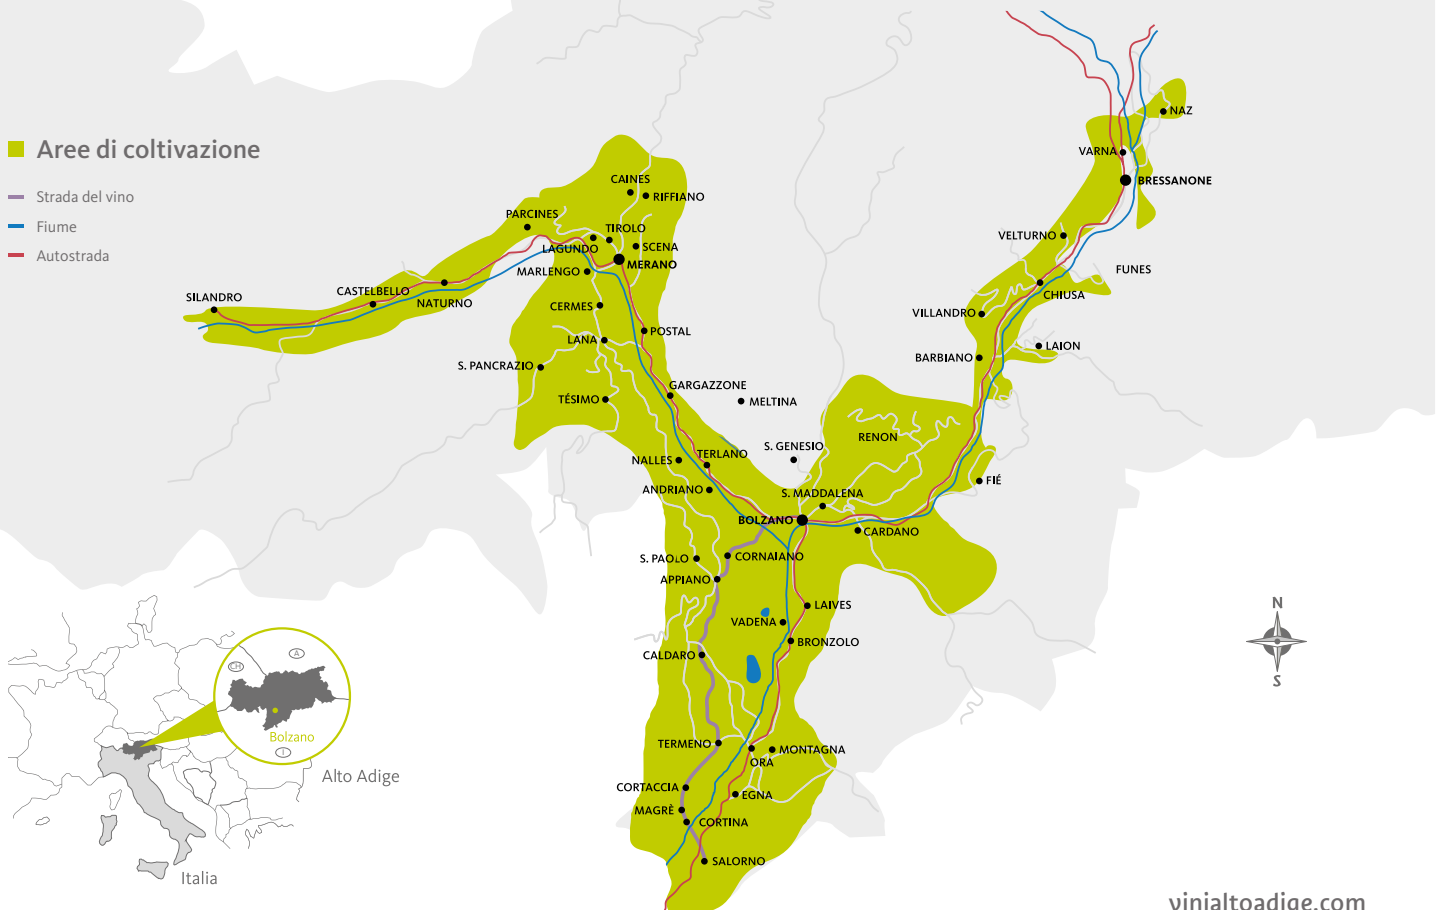 Aree di coltivazione
Strada del vino
Fiume
Autostrada
NAZ
VARNA
BRESSANONE
CAINES
RIFFIANO
PARCINES
TIROLO
VELTURNO
LAGUNDO
SCENA
MERANO
MARLENGO
FUNES
SILANDRO
CASTELBELLO
NATURNO
CHIUSA
CERMES
VILLANDRO
POSTAL
LANA
LAION
BARBIANO
S. PANCRAZIO
GARGAZZONE
TÉSIMO
MELTINA
RENON
S. GENESIO
TERLANO
NALLES
FIÉ
ANDRIANO
S. MADDALENA
BOLZANO
CARDANO
S. PAOLO
CORNAIANO
APPIANO
LAIVES
VADENA
BRONZOLO
CALDARO
TERMENO
MONTAGNA
ORA
CORTACCIA
EGNA
MAGRÈ
CORTINA
SALORNO
N
S
CH
A
Bolzano
I
Alto Adige
Italia
vinialtoadige.com